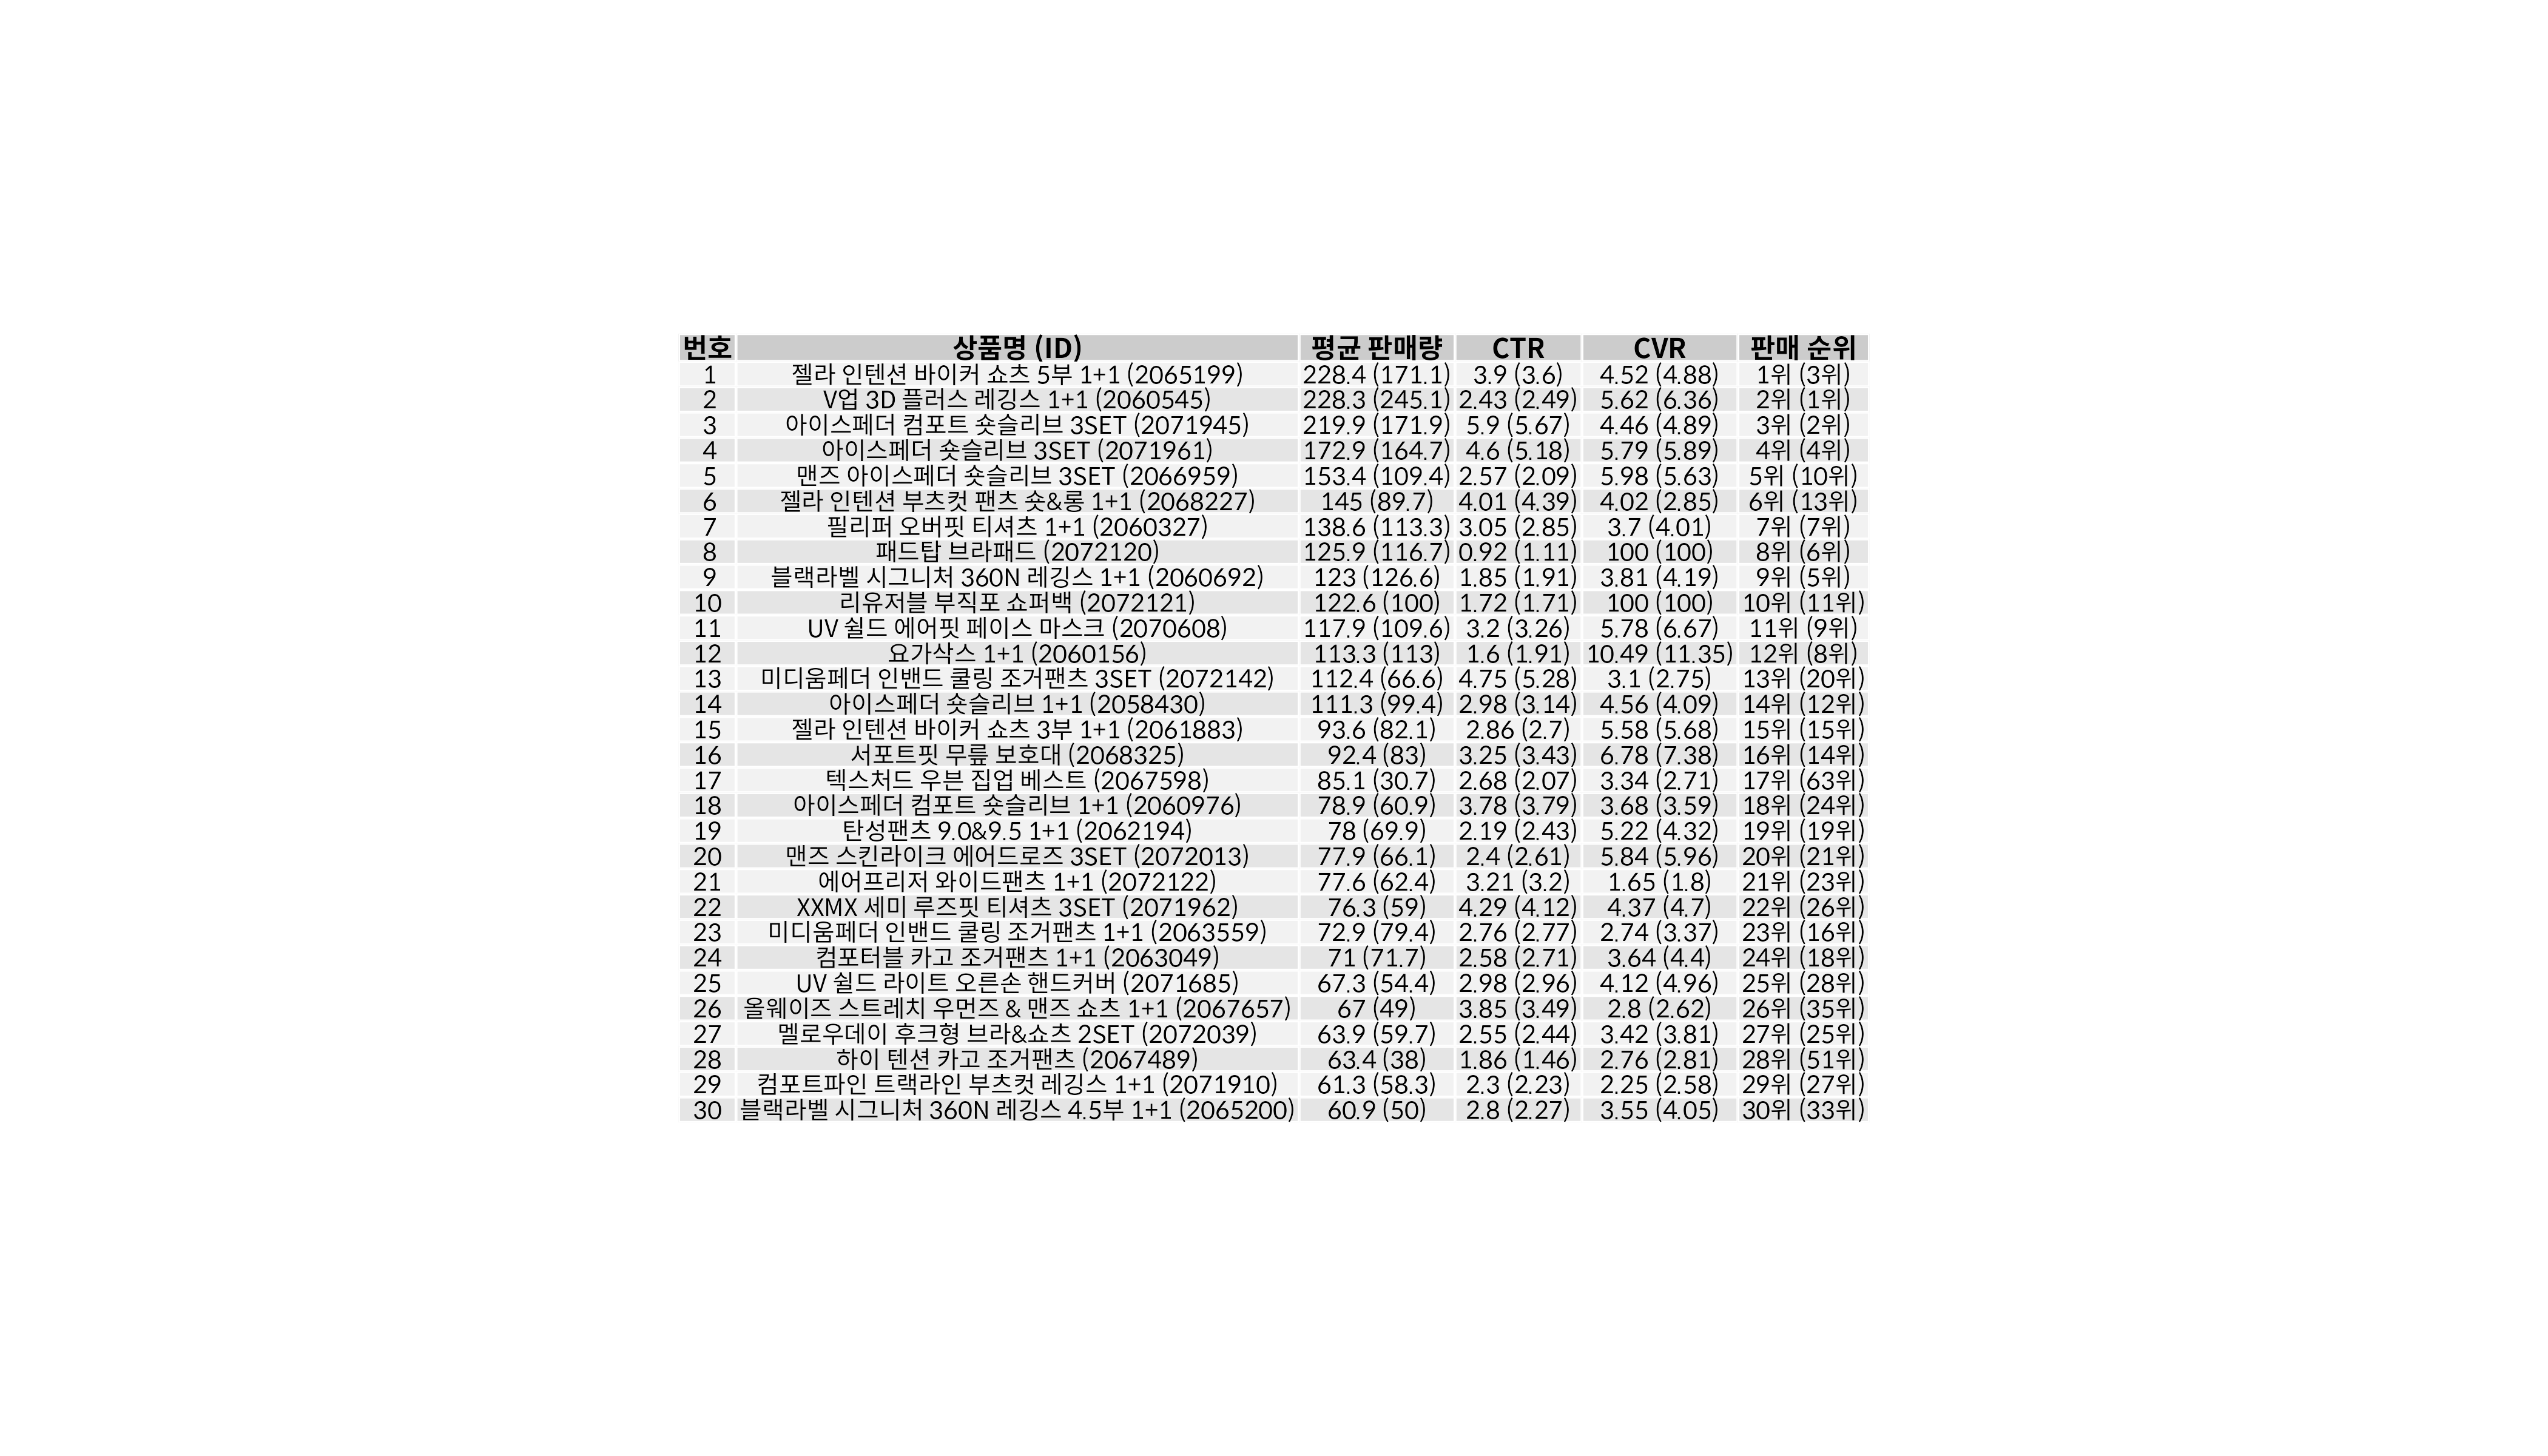 번호 상품명 (ID) 평균 판매량 CTR CVR 판매 순위
1 젤라 인텐션 바이커 쇼츠 5부 1+1 (2065199) 228.4 (171.1) 3.9 (3.6) 4.52 (4.88) 1위 (3위)
2 V업 3D 플러스 레깅스 1+1 (2060545) 228.3 (245.1) 2.43 (2.49) 5.62 (6.36) 2위 (1위)
3 아이스페더 컴포트 숏슬리브 3SET (2071945) 219.9 (171.9) 5.9 (5.67) 4.46 (4.89) 3위 (2위)
4 아이스페더 숏슬리브 3SET (2071961) 172.9 (164.7) 4.6 (5.18) 5.79 (5.89) 4위 (4위)
5 맨즈 아이스페더 숏슬리브 3SET (2066959) 153.4 (109.4) 2.57 (2.09) 5.98 (5.63) 5위 (10위)
6 젤라 인텐션 부츠컷 팬츠 숏&롱 1+1 (2068227) 145 (89.7) 4.01 (4.39) 4.02 (2.85) 6위 (13위)
7 필리퍼 오버핏 티셔츠 1+1 (2060327) 138.6 (113.3) 3.05 (2.85) 3.7 (4.01) 7위 (7위)
8 패드탑 브라패드 (2072120) 125.9 (116.7) 0.92 (1.11) 100 (100) 8위 (6위)
9 블랙라벨 시그니처 360N 레깅스 1+1 (2060692) 123 (126.6) 1.85 (1.91) 3.81 (4.19) 9위 (5위)
10 리유저블 부직포 쇼퍼백 (2072121) 122.6 (100) 1.72 (1.71) 100 (100) 10위 (11위)
11 UV 쉴드 에어핏 페이스 마스크 (2070608) 117.9 (109.6) 3.2 (3.26) 5.78 (6.67) 11위 (9위)
12 요가삭스 1+1 (2060156) 113.3 (113) 1.6 (1.91) 10.49 (11.35) 12위 (8위)
13 미디움페더 인밴드 쿨링 조거팬츠 3SET (2072142) 112.4 (66.6) 4.75 (5.28) 3.1 (2.75) 13위 (20위)
14 아이스페더 숏슬리브 1+1 (2058430) 111.3 (99.4) 2.98 (3.14) 4.56 (4.09) 14위 (12위)
15 젤라 인텐션 바이커 쇼츠 3부 1+1 (2061883) 93.6 (82.1) 2.86 (2.7) 5.58 (5.68) 15위 (15위)
16 서포트핏 무릎 보호대 (2068325) 92.4 (83) 3.25 (3.43) 6.78 (7.38) 16위 (14위)
17 텍스처드 우븐 집업 베스트 (2067598) 85.1 (30.7) 2.68 (2.07) 3.34 (2.71) 17위 (63위)
18 아이스페더 컴포트 숏슬리브 1+1 (2060976) 78.9 (60.9) 3.78 (3.79) 3.68 (3.59) 18위 (24위)
19 탄성팬츠 9.0&9.5 1+1 (2062194) 78 (69.9) 2.19 (2.43) 5.22 (4.32) 19위 (19위)
20 맨즈 스킨라이크 에어드로즈 3SET (2072013) 77.9 (66.1) 2.4 (2.61) 5.84 (5.96) 20위 (21위)
21 에어프리저 와이드팬츠 1+1 (2072122) 77.6 (62.4) 3.21 (3.2) 1.65 (1.8) 21위 (23위)
22 XXMX 세미 루즈핏 티셔츠 3SET (2071962) 76.3 (59) 4.29 (4.12) 4.37 (4.7) 22위 (26위)
23 미디움페더 인밴드 쿨링 조거팬츠 1+1 (2063559) 72.9 (79.4) 2.76 (2.77) 2.74 (3.37) 23위 (16위)
24 컴포터블 카고 조거팬츠 1+1 (2063049) 71 (71.7) 2.58 (2.71) 3.64 (4.4) 24위 (18위)
25 UV 쉴드 라이트 오른손 핸드커버 (2071685) 67.3 (54.4) 2.98 (2.96) 4.12 (4.96) 25위 (28위)
26 올웨이즈 스트레치 우먼즈 & 맨즈 쇼츠 1+1 (2067657) 67 (49) 3.85 (3.49) 2.8 (2.62) 26위 (35위)
27 멜로우데이 후크형 브라&쇼츠 2SET (2072039) 63.9 (59.7) 2.55 (2.44) 3.42 (3.81) 27위 (25위)
28 하이 텐션 카고 조거팬츠 (2067489) 63.4 (38) 1.86 (1.46) 2.76 (2.81) 28위 (51위)
29 컴포트파인 트랙라인 부츠컷 레깅스 1+1 (2071910) 61.3 (58.3) 2.3 (2.23) 2.25 (2.58) 29위 (27위)
30 블랙라벨 시그니처 360N 레깅스 4.5부 1+1 (2065200) 60.9 (50) 2.8 (2.27) 3.55 (4.05) 30위 (33위)